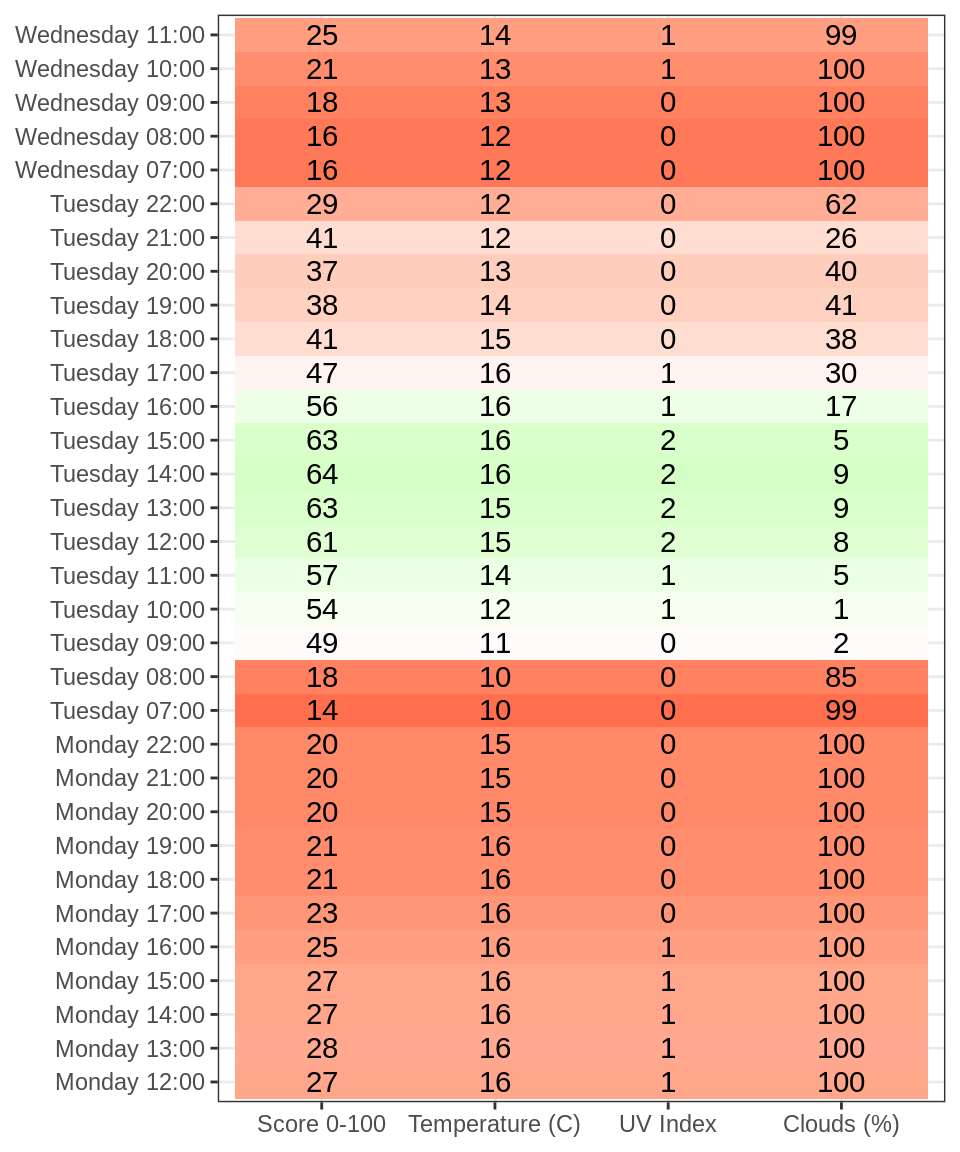 Wednesday 11:00 25 14 1 99
Wednesday 10:00 21 13 1 100
Wednesday 09:00 18 13 0 100
Wednesday 08:00 16 12 0 100
Wednesday 07:00 16 12 0 100
Tuesday 22:00 29 12 0 62
Tuesday 21:00 41 12 0 26
Tuesday 20:00 37 13 0 40
Tuesday 19:00 38 14 0 41
Tuesday 18:00 41 15 0 38
Tuesday 17:00 47 16 1 30
Tuesday 16:00 56 16 1 17
Tuesday 15:00 63 16 2 5
Tuesday 14:00 64 16 2 9
Tuesday 13:00 63 15 2 9
Tuesday 12:00 61 15 2 8
Tuesday 11:00 57 14 1 5
Tuesday 10:00 54 12 1 1
Tuesday 09:00 49 11 0 2
Tuesday 08:00 18 10 0 85
Tuesday 07:00 14 10 0 99
Monday 22:00 20 15 0 100
Monday 21:00 20 15 0 100
Monday 20:00 20 15 0 100
Monday 19:00 21 16 0 100
Monday 18:00 21 16 0 100
Monday 17:00 23 16 0 100
Monday 16:00 25 16 1 100
Monday 15:00 27 16 1 100
Monday 14:00 27 16 1 100
Monday 13:00 28 16 1 100
Monday 12:00 27 16 1 100
Score 0-100 Temperature (C) UV Index Clouds (%)